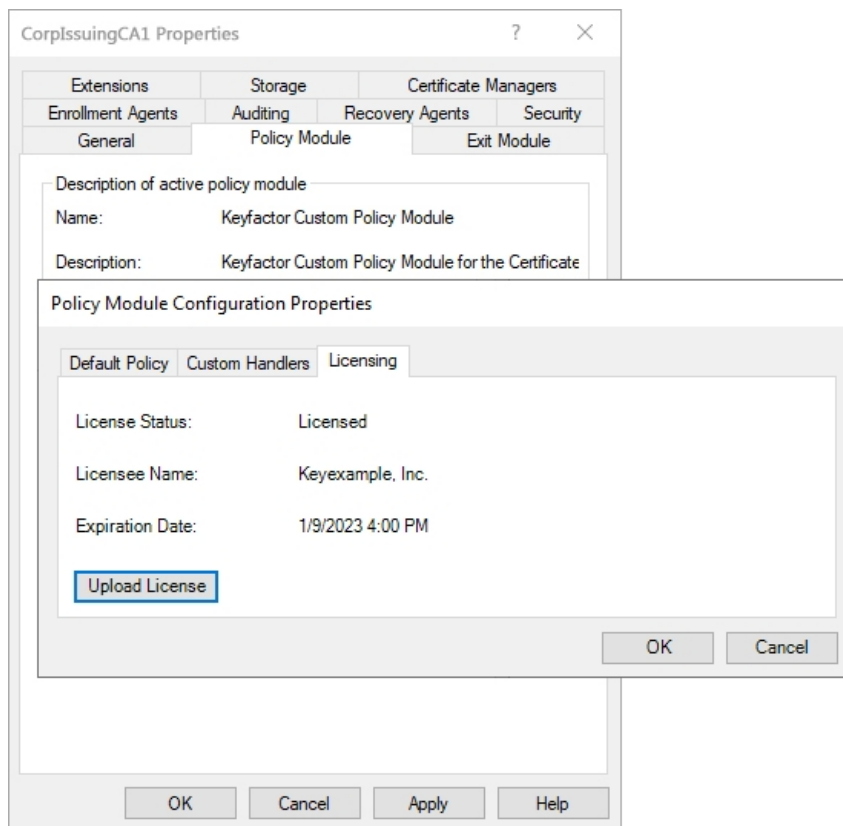 CorpIssuingCA1 Properties ?
Extensions Storage Certificate Managers
Enrollment Agents Auditing Recovery Agents Security
General Policy Module Exit Module
Description of active policy module
Name: Keyfactor Custom Policy Module
Description: Keyfactor Custom Policy Module for the Certificate
Policy Module Configuration Properties
Default Policy Custom Handlers Licensing
License Status: Licensed
Licensee Name: Keyexample, Inc.
Expiration Date: 1/9/2023 4:00 PM
Upload License
OK Cancel
OK Cancel Apply Help